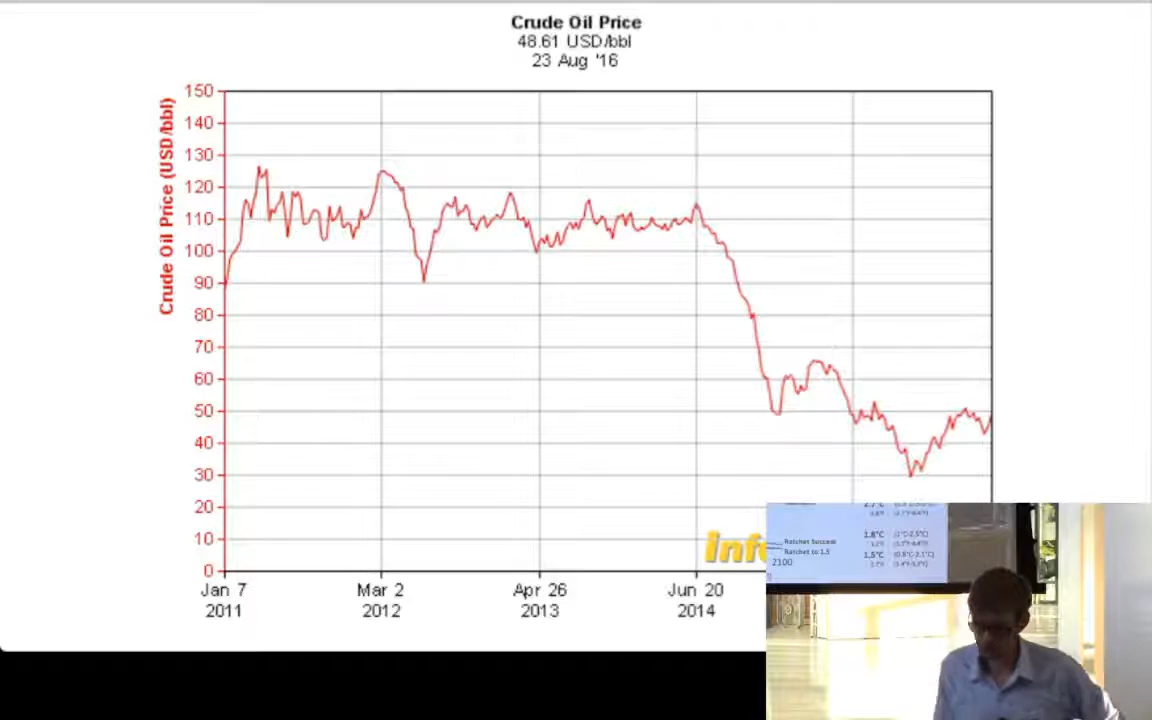 Crude Oil Price
48.61 USD/bbl
23 Aug '16
Crude Oil Price (USD/bbl)
150
140
130
120
110
100
90
80
70
60
50
40
30
20
10
0
Jan 7
2011
Mar 2
2012
Apr 26
2013
Jun 20
2014
Ratchet Success
Ratchet to 1.5
2100
1.8°C
1.5°C